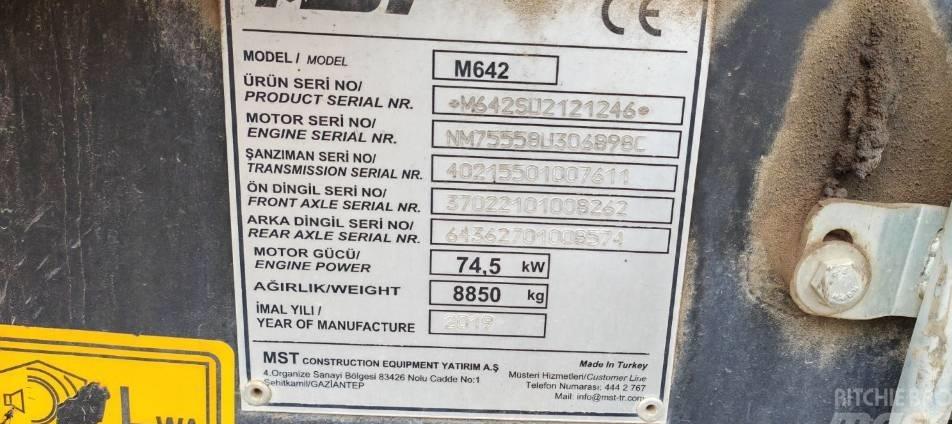 MST CE
MODEL / MODEL M642
ÜRÜN SERİ NO/
PRODUCT SERIAL NR. *M642SU2121246*
MOTOR SERİ NO/
ENGINE SERIAL NR. NM75558U306898C
ŞANZIMAN SERİ NO/
TRANSMISSION SERIAL NR. 40215501007611
ÖN DİNGİL SERİ NO/
FRONT AXLE SERIAL NR. 37022101008262
ARKA DİNGİL SERİ NO/
REAR AXLE SERIAL NR. 64362701008574
MOTOR GÜCÜ/
ENGINE POWER 74,5 kW
AĞIRLIK/WEIGHT 8850 kg
İMAL YILI /
YEAR OF MANUFACTURE 2019
MST CONSTRUCTION EQUIPMENT YATIRIM A.Ş
4.Organize Sanayi Bölgesi 83426 Nolu Cadde No:1
Şehitkamil/GAZİANTEP
Made In Turkey
Müsteri Hizmetleri/Customer Line
Telefon Numarası: 444 2 767
Mail: info@mst-tr.com
RITCHIE BR